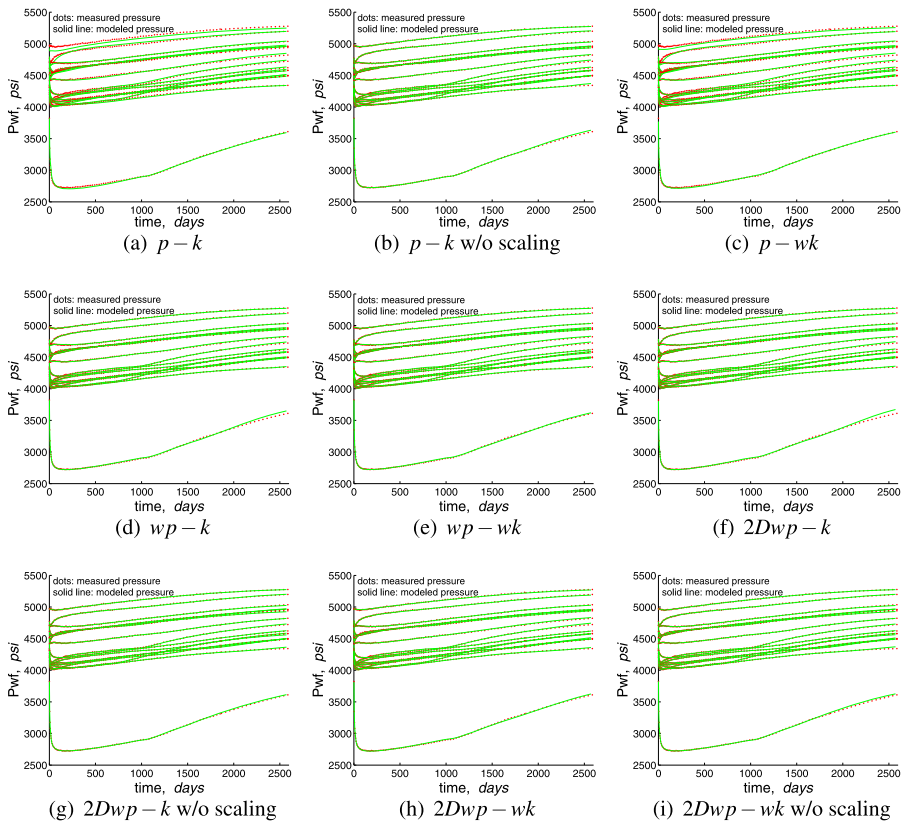 5500
dots: measured pressure
solid line: modeled pressure
5000
4500
4000
3500
3000
2500
Pwf, psi
0 500 1000 1500 2000 2500
time, days
(a) p − k
5500
dots: measured pressure
solid line: modeled pressure
5000
4500
4000
3500
3000
2500
Pwf, psi
0 500 1000 1500 2000 2500
time, days
(b) p − k w/o scaling
5500
dots: measured pressure
solid line: modeled pressure
5000
4500
4000
3500
3000
2500
Pwf, psi
0 500 1000 1500 2000 2500
time, days
(c) p − wk
5500
dots: measured pressure
solid line: modeled pressure
5000
4500
4000
3500
3000
2500
Pwf, psi
0 500 1000 1500 2000 2500
time, days
(d) wp − k
5500
dots: measured pressure
solid line: modeled pressure
5000
4500
4000
3500
3000
2500
Pwf, psi
0 500 1000 1500 2000 2500
time, days
(e) wp − wk
5500
dots: measured pressure
solid line: modeled pressure
5000
4500
4000
3500
3000
2500
Pwf, psi
0 500 1000 1500 2000 2500
time, days
(f) 2Dwp − k
5500
dots: measured pressure
solid line: modeled pressure
5000
4500
4000
3500
3000
2500
Pwf, psi
0 500 1000 1500 2000 2500
time, days
(g) 2Dwp − k w/o scaling
5500
dots: measured pressure
solid line: modeled pressure
5000
4500
4000
3500
3000
2500
Pwf, psi
0 500 1000 1500 2000 2500
time, days
(h) 2Dwp − wk
5500
dots: measured pressure
solid line: modeled pressure
5000
4500
4000
3500
3000
2500
Pwf, psi
0 500 1000 1500 2000 2500
time, days
(i) 2Dwp − wk w/o scaling